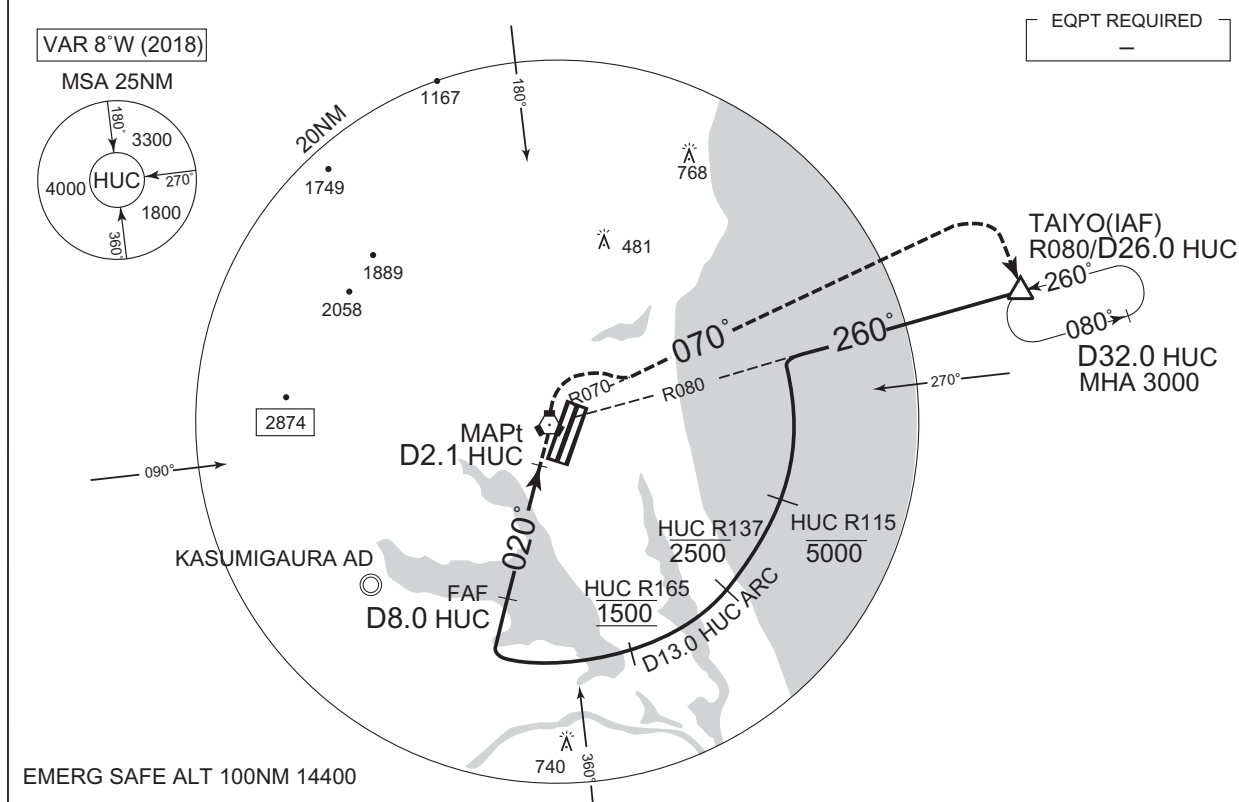 VAR 8˚W (2018)
MSA 25NM
180˚
3300
HUC
270˚
4000
1800
360˚
EQPT REQUIRED
–
20NM
1167
180˚
768
1749
481
1889
2058
TAIYO(IAF)
R080/D26.0 HUC
260˚
080˚
D32.0 HUC
MHA 3000
070˚
260˚
R070
R080
270˚
2874
MAPt
D2.1 HUC
090˚
020˚
HUC R137
2500
HUC R115
5000
KASUMIGAURA AD
FAF
D8.0 HUC
HUC R165
1500
D13.0 HUC ARC
740
360˚
EMERG SAFE ALT 100NM 14400